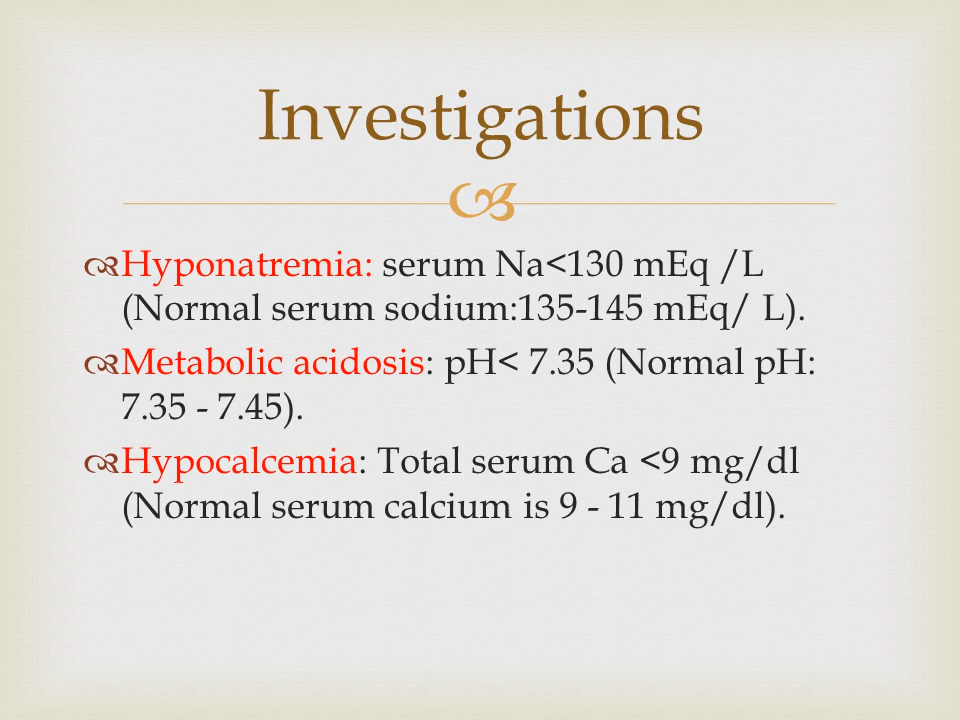 Investigations
Hyponatremia: serum Na<130 mEq /L
(Normal serum sodium:135-145 mEq/ L).
Metabolic acidosis: pH< 7.35 (Normal pH:
7.35 - 7.45).
Hypocalcemia: Total serum Ca <9 mg/dl
(Normal serum calcium is 9 - 11 mg/dl).